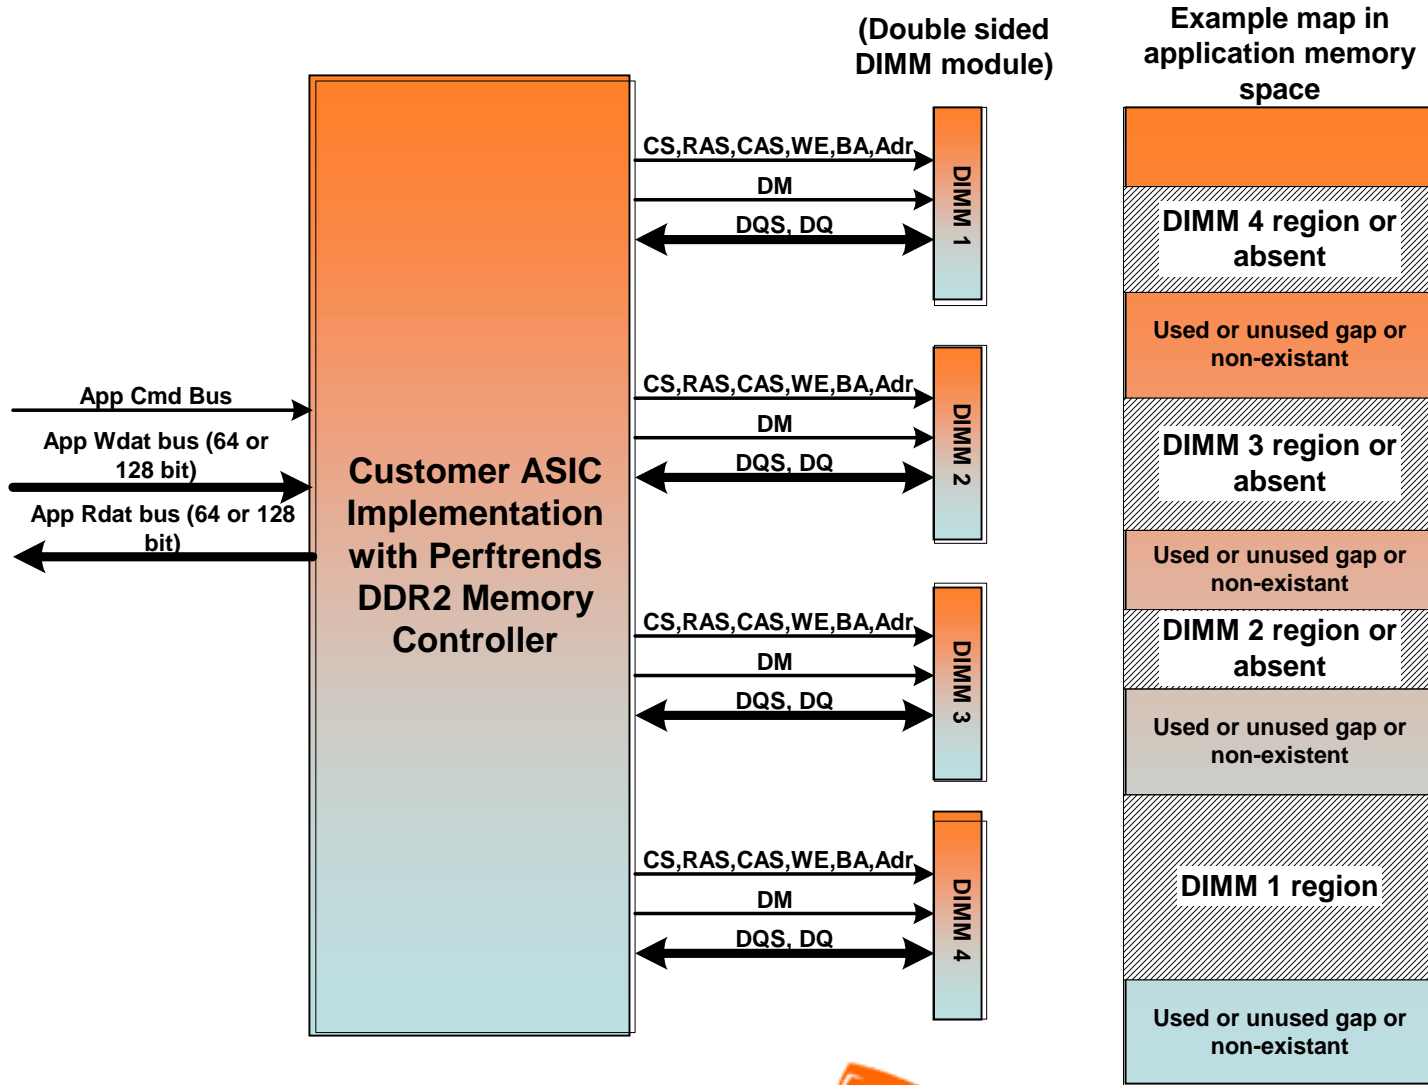 (Double sided
DIMM module)
Example map in
application memory
space
CS,RAS,CAS,WE,BA,Adr
DM
DQS, DQ
DIMM 1
CS,RAS,CAS,WE,BA,Adr
DM
DQS, DQ
DIMM 2
CS,RAS,CAS,WE,BA,Adr
DM
DQS, DQ
DIMM 3
CS,RAS,CAS,WE,BA,Adr
DM
DQS, DQ
DIMM 4
App Cmd Bus
App Wdat bus (64 or
128 bit)
App Rdat bus (64 or 128
bit)
Customer ASIC
Implementation
with Perftrends
DDR2 Memory
Controller
DIMM 4 region or
absent
Used or unused gap or
non-existant
DIMM 3 region or
absent
Used or unused gap or
non-existant
DIMM 2 region or
absent
Used or unused gap or
non-existent
DIMM 1 region
Used or unused gap or
non-existant